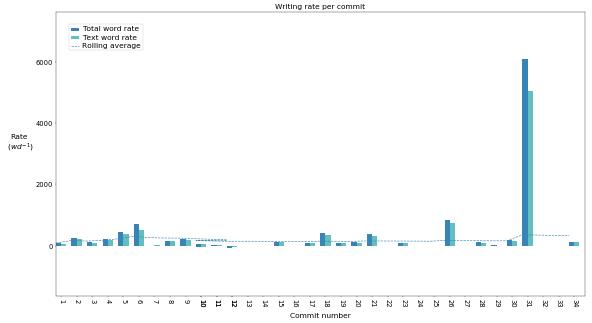 Writing rate per commit
Total word rate
Text word rate
Rolling average
6000
4000
2000
0
Rate
(wd⁻¹)
1 2 3 4 5 6 7 8 9 10 11 12 13 14 15 16 17 18 19 20 21 22 23 24 25 26 27 28 29 30 31 32 33 34
Commit number